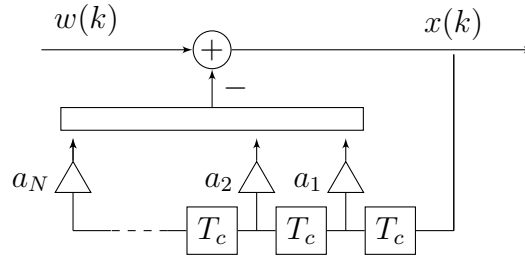 w(k) x(k)
+
−
a_N a_2 a_1
T_c T_c T_c